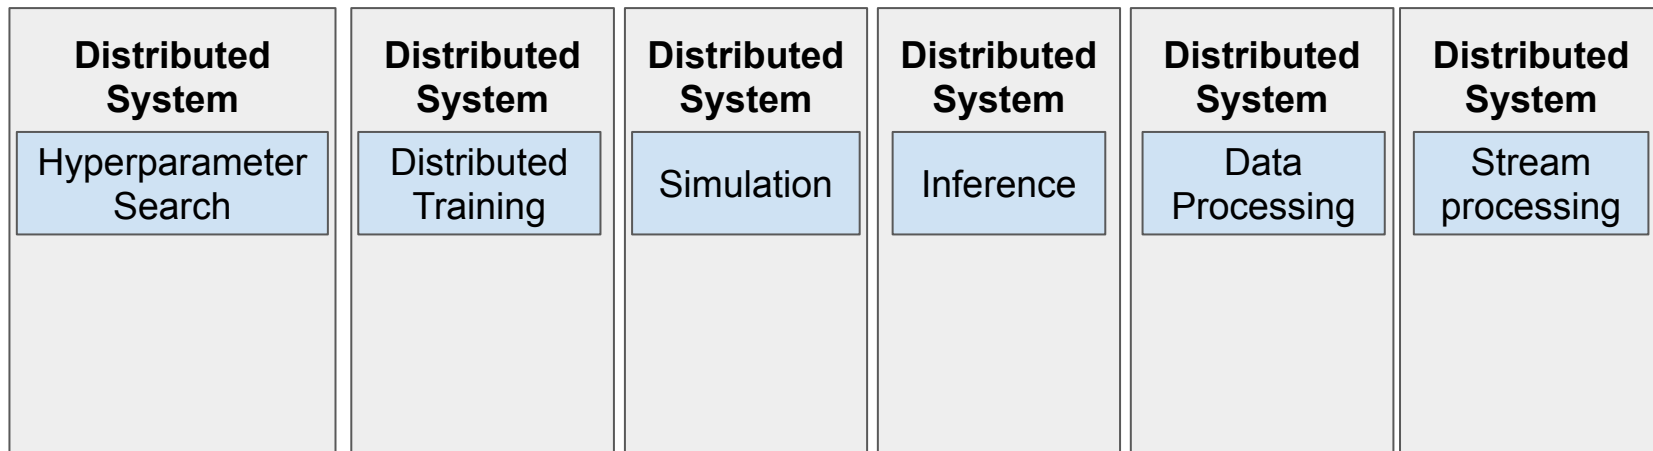 Distributed
System
Hyperparameter
Search
Distributed
System
Distributed
Training
Distributed
System
Simulation
Distributed
System
Inference
Distributed
System
Data
Processing
Distributed
System
Stream
processing